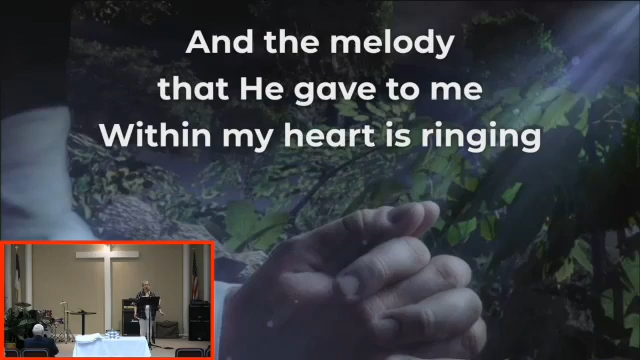 And the melody
that He gave to me
Within my heart is ringing